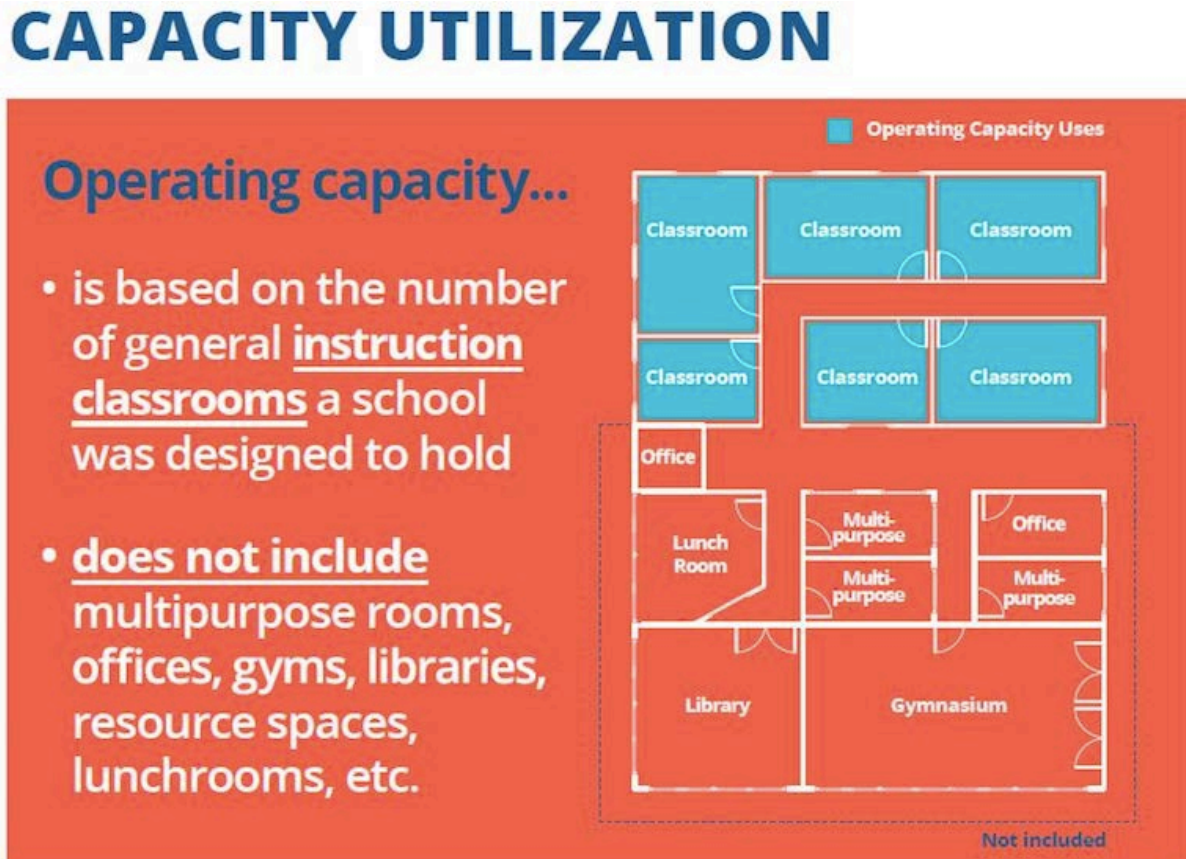 CAPACITY UTILIZATION
Operating capacity...
• is based on the number
of general instruction
classrooms a school
was designed to hold
• does not include
multipurpose rooms,
offices, gyms, libraries,
resource spaces,
lunchrooms, etc.
Operating Capacity Uses
Classroom
Classroom
Classroom
Classroom
Classroom
Classroom
Office
Lunch
Room
Multi-
purpose
Office
Multi-
purpose
Multi-
purpose
Library
Gymnasium
Not included